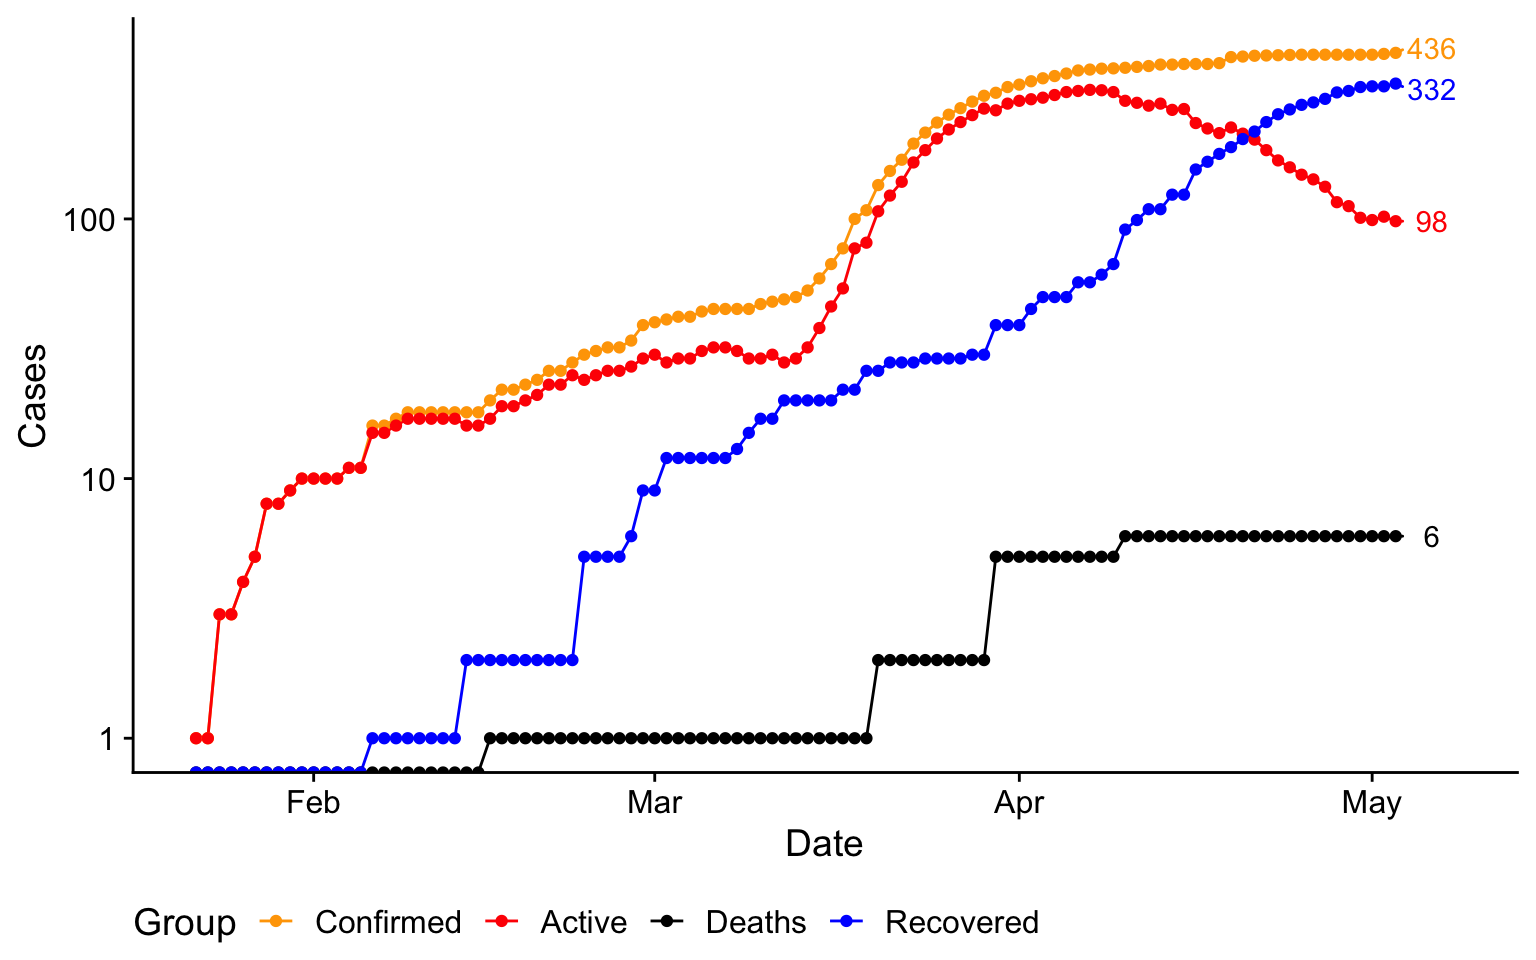 436
332
100
98
Cases
10
6
1
Feb Mar Apr May
Date
Group Confirmed Active Deaths Recovered